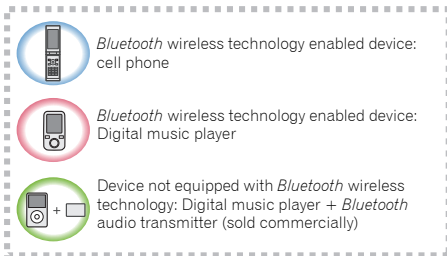 Bluetooth wireless technology enabled device:
cell phone
Bluetooth wireless technology enabled device:
Digital music player
Device not equipped with Bluetooth wireless
technology: Digital music player + Bluetooth
audio transmitter (sold commercially)
+